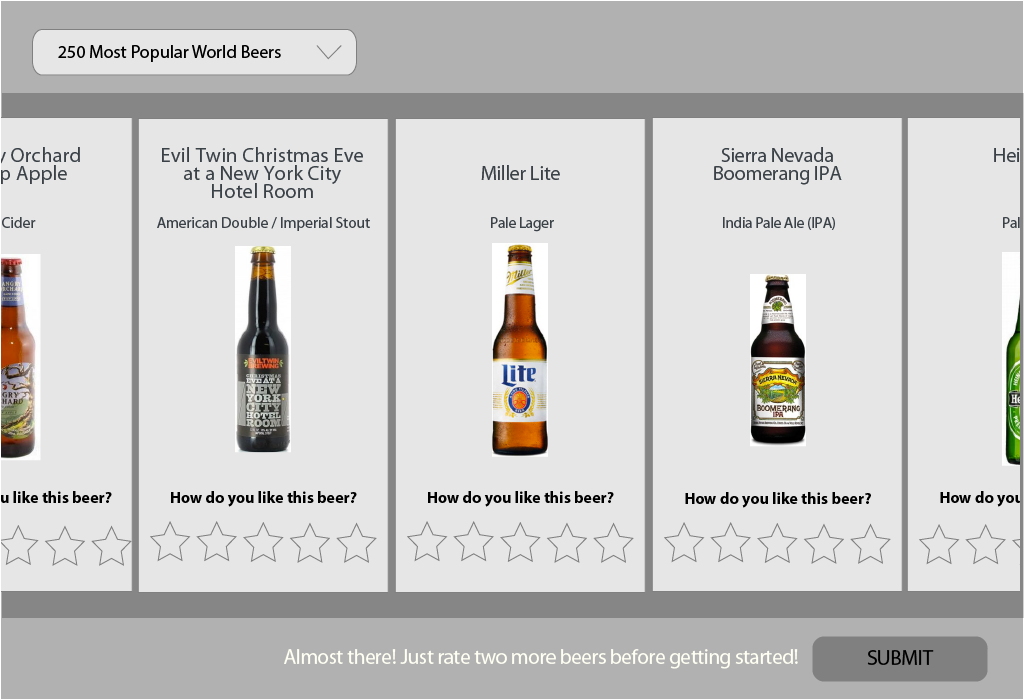 250 Most Popular World Beers
y Orchard
p Apple
Cider
u like this beer?
Evil Twin Christmas Eve
at a New York City
Hotel Room
American Double / Imperial Stout
EVIL TWIN
BREWING
CHRISTMAS
EVE AT A
NEW
YORK
CITY
HOTEL
ROOM
How do you like this beer?
Miller Lite
Pale Lager
Miller
Lite
How do you like this beer?
Sierra Nevada
Boomerang IPA
India Pale Ale (IPA)
SIERRA NEVADA
BOOMERANG
IPA
How do you like this beer?
Hei
Pal
How do you
Almost there! Just rate two more beers before getting started!
SUBMIT